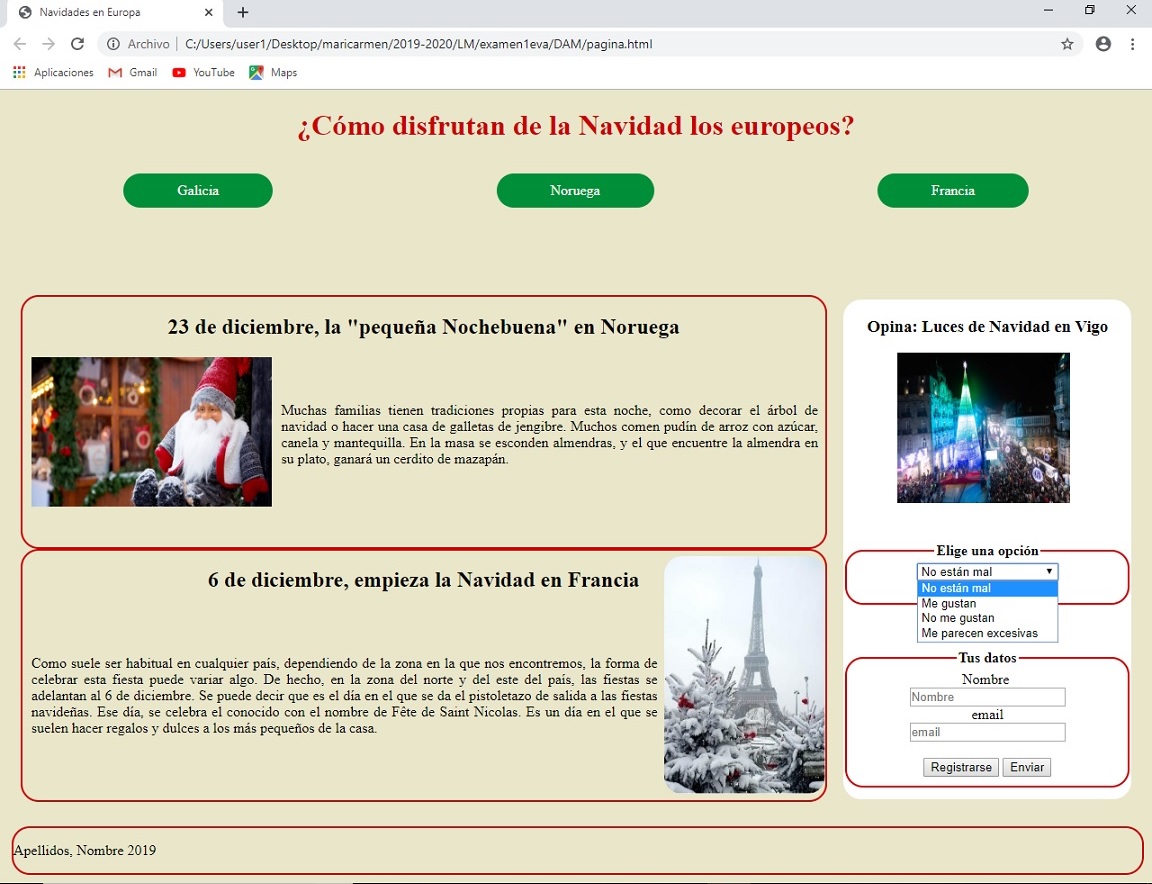 Navidades en Europa
Archivo | C:/Users/user1/Desktop/maricarmen/2019-2020/LM/examen1eva/DAM/pagina.html
Aplicaciones Gmail YouTube Maps
¿Cómo disfrutan de la Navidad los europeos?
Galicia Noruega Francia
23 de diciembre, la "pequeña Nochebuena" en Noruega
Muchas familias tienen tradiciones propias para esta noche, como decorar el árbol de
navidad o hacer una casa de galletas de jengibre. Muchos comen pudín de arroz con azúcar,
canela y mantequilla. En la masa se esconden almendras, y el que encuentre la almendra en
su plato, ganará un cerdito de mazapán.
6 de diciembre, empieza la Navidad en Francia
Como suele ser habitual en cualquier país, dependiendo de la zona en la que nos encontremos, la forma de
celebrar esta fiesta puede variar algo. De hecho, en la zona del norte y del este del país, las fiestas se
adelantan al 6 de diciembre. Se puede decir que es el día en el que se da el pistoletazo de salida a las fiestas
navideñas. Ese día, se celebra el conocido con el nombre de Fête de Saint Nicolas. Es un día en el que se
suelen hacer regalos y dulces a los más pequeños de la casa.
Opina: Luces de Navidad en Vigo
Elige una opción
No están mal
No están mal
Me gustan
No me gustan
Me parecen excesivas
Tus datos
Nombre
Nombre
email
email
Registrarse Enviar
Apellidos, Nombre 2019